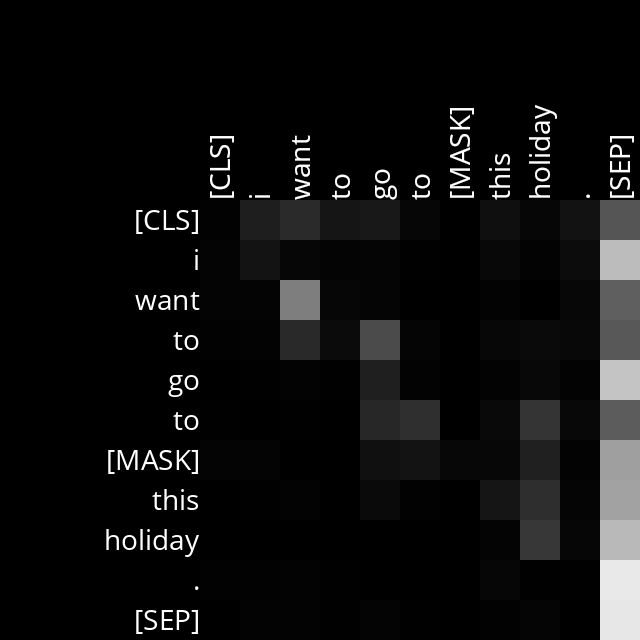 [CLS] i want to go to [MASK] this holiday . [SEP]
[CLS]
i
want
to
go
to
[MASK]
this
holiday
.
[SEP]